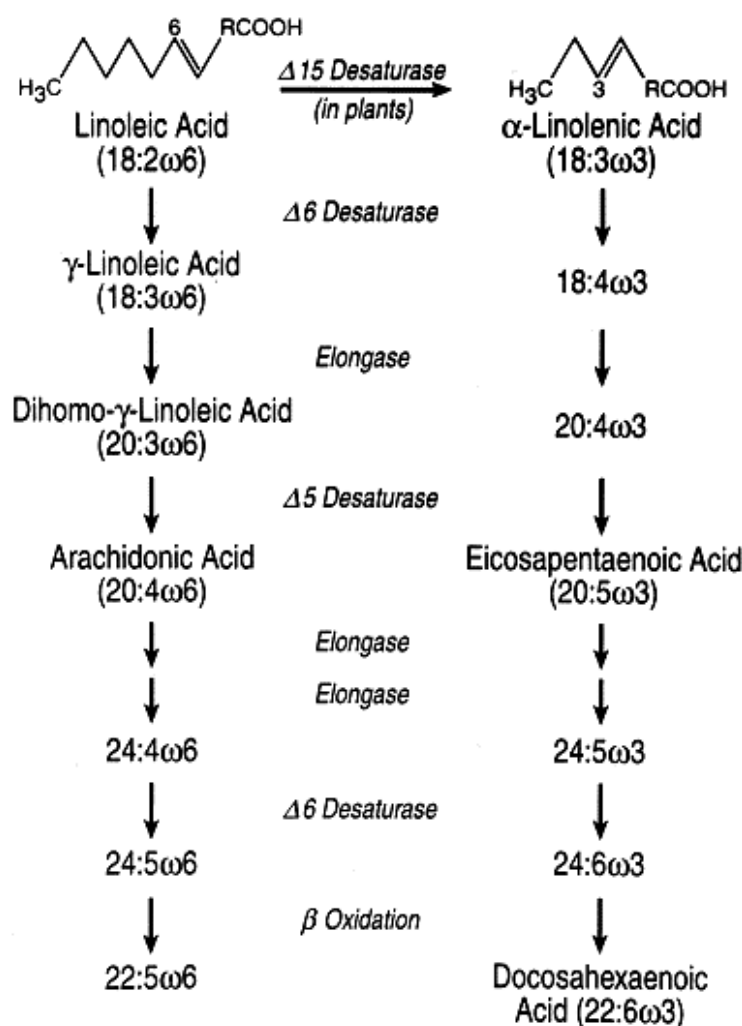 6 RCOOH
H₃C
Δ15 Desaturase
(in plants)
H₃C 3 RCOOH
Linoleic Acid
(18:2ω6)
α-Linolenic Acid
(18:3ω3)
Δ6 Desaturase
γ-Linoleic Acid
(18:3ω6)
18:4ω3
Elongase
Dihomo-γ-Linoleic Acid
(20:3ω6)
20:4ω3
Δ5 Desaturase
Arachidonic Acid
(20:4ω6)
Eicosapentaenoic Acid
(20:5ω3)
Elongase
Elongase
24:4ω6
24:5ω3
Δ6 Desaturase
24:5ω6
24:6ω3
β Oxidation
22:5ω6
Docosahexaenoic
Acid (22:6ω3)